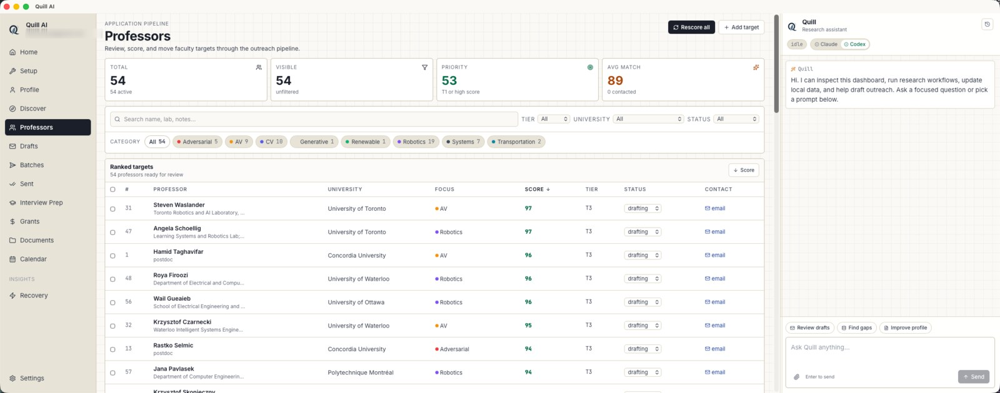 Quill AI
Quill AI
Home
Setup
Profile
Discover
Professors
Drafts
Batches
Sent
Interview Prep
Grants
Documents
Calendar
INSIGHTS
Recovery
Settings
APPLICATION PIPELINE
Professors
Review, score, and move faculty targets through the outreach pipeline.
Rescore all
+ Add target
TOTAL
54
54 active
VISIBLE
54
unfiltered
PRIORITY
53
T1 or high score
AVG MATCH
89
0 contacted
Search name, lab, notes...
TIER All UNIVERSITY All STATUS All
CATEGORY All 54 Adversarial 5 AV 9 CV 10 Generative 1 Renewable 1 Robotics 19 Systems 7 Transportation 2
Ranked targets
54 professors ready for review
↓ Score
# PROFESSOR UNIVERSITY FOCUS SCORE ↓ TIER STATUS CONTACT
31 Steven Waslander University of Toronto AV 97 T3 drafting email
Toronto Robotics and AI Laboratory, ...
47 Angela Schoellig University of Toronto Robotics 97 T3 drafting email
Learning Systems and Robotics Lab;...
1 Hamid Taghavifar Concordia University AV 96 T3 drafting email
postdoc
48 Roya Firoozi University of Waterloo Robotics 96 T3 drafting email
Department of Electrical and Compu...
56 Wail Gueaieb University of Ottawa Robotics 96 T3 drafting email
School of Electrical Engineering and ...
32 Krzysztof Czarnecki University of Waterloo AV 95 T3 drafting email
Waterloo Intelligent Systems Engine...
13 Rastko Selmic Concordia University Adversarial 94 T3 drafting email
postdoc
57 Jana Pavlasek Polytechnique Montréal Robotics 94 T3 drafting email
Department of Computer Engineerin...
Krzysztof Skonieczny
Quill
Research assistant
idle Claude Codex
Quill
Hi. I can inspect this dashboard, run research workflows, update
local data, and help draft outreach. Ask a focused question or pick
a prompt below.
Review drafts Find gaps Improve profile
Ask Quill anything...
Enter to send
↑ Send